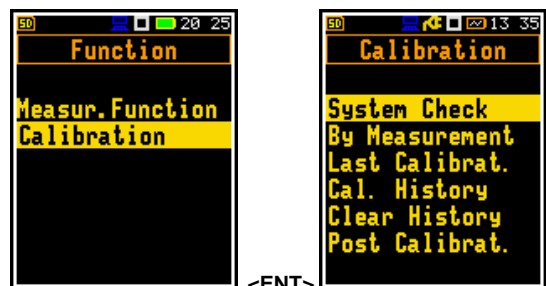 SD 20 25
Function
Measur.Function
Calibration
<ENT>
SD 13 35
Calibration
System Check
By Measurement
Last Calibrat.
Cal. History
Clear History
Post Calibrat.